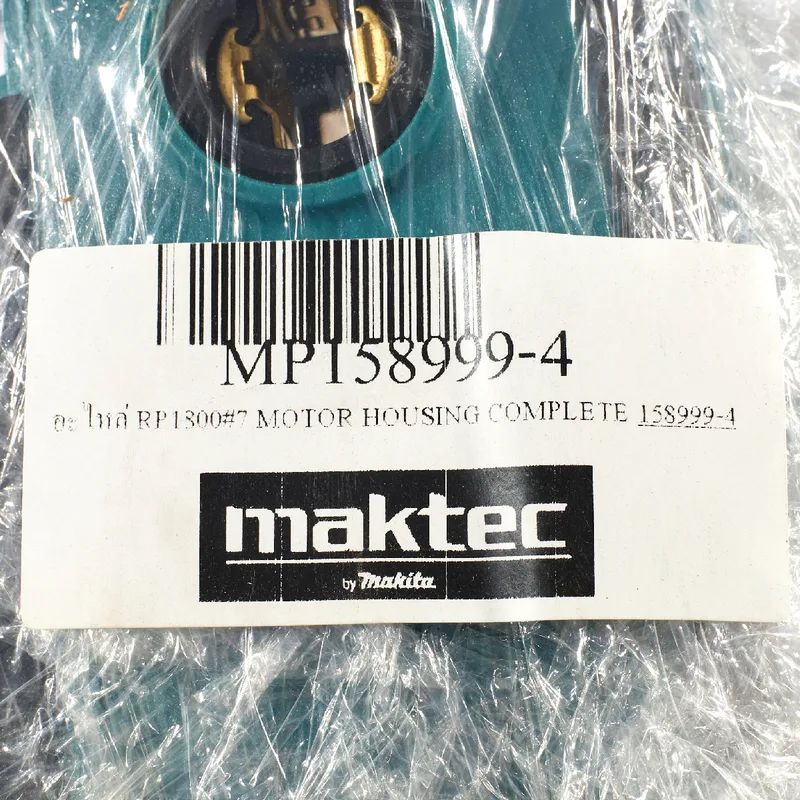 MP158999-4
อะไหล่ RP1800#7 MOTOR HOUSING COMPLETE 158999-4
maktec
by makita